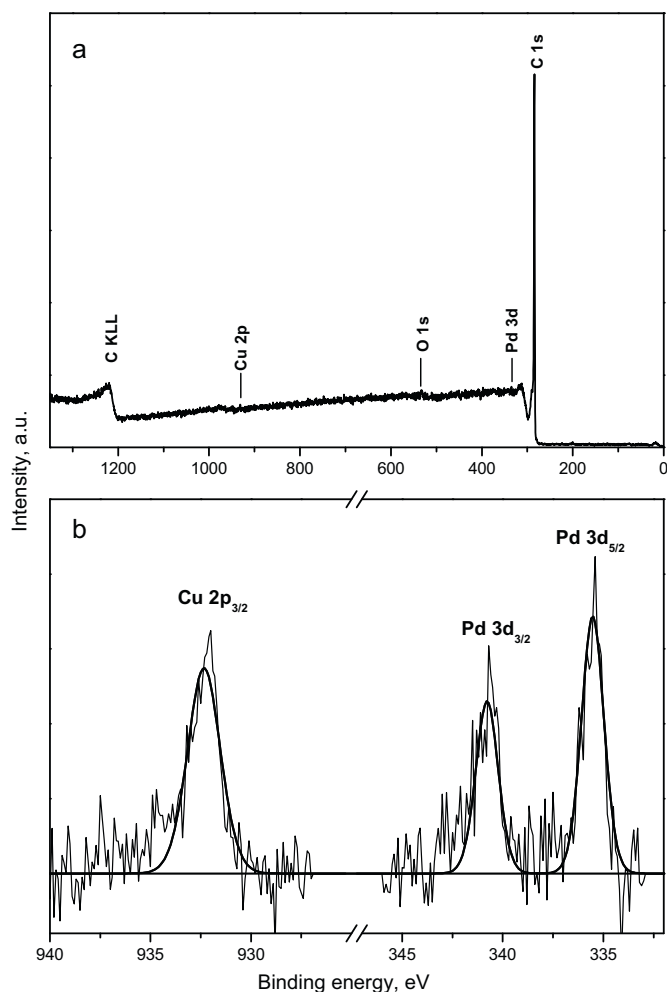 a
C 1s
C KLL
Cu 2p
O 1s
Pd 3d
1200 1000 800 600 400 200 0
Intensity, a.u.
b
Cu 2p3/2
Pd 3d3/2
Pd 3d5/2
940 935 930 345 340 335
Binding energy, eV